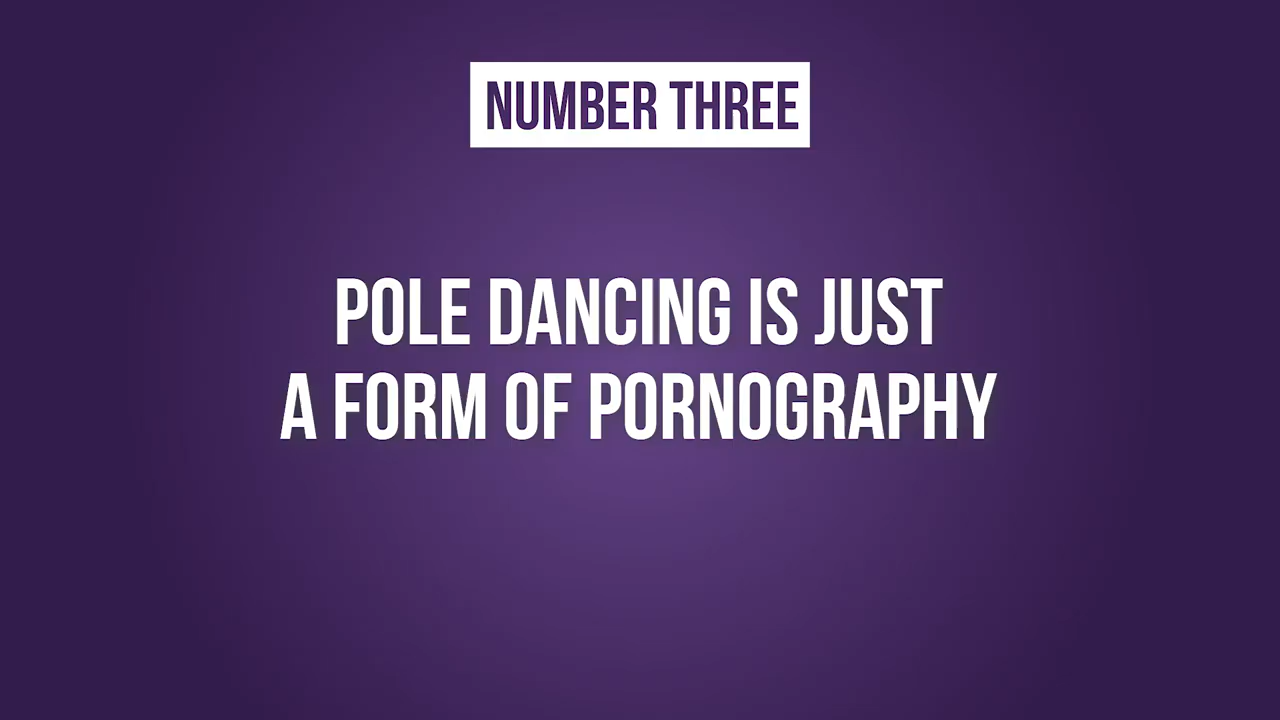 NUMBER THREE
POLE DANCING IS JUST
A FORM OF PORNOGRAPHY